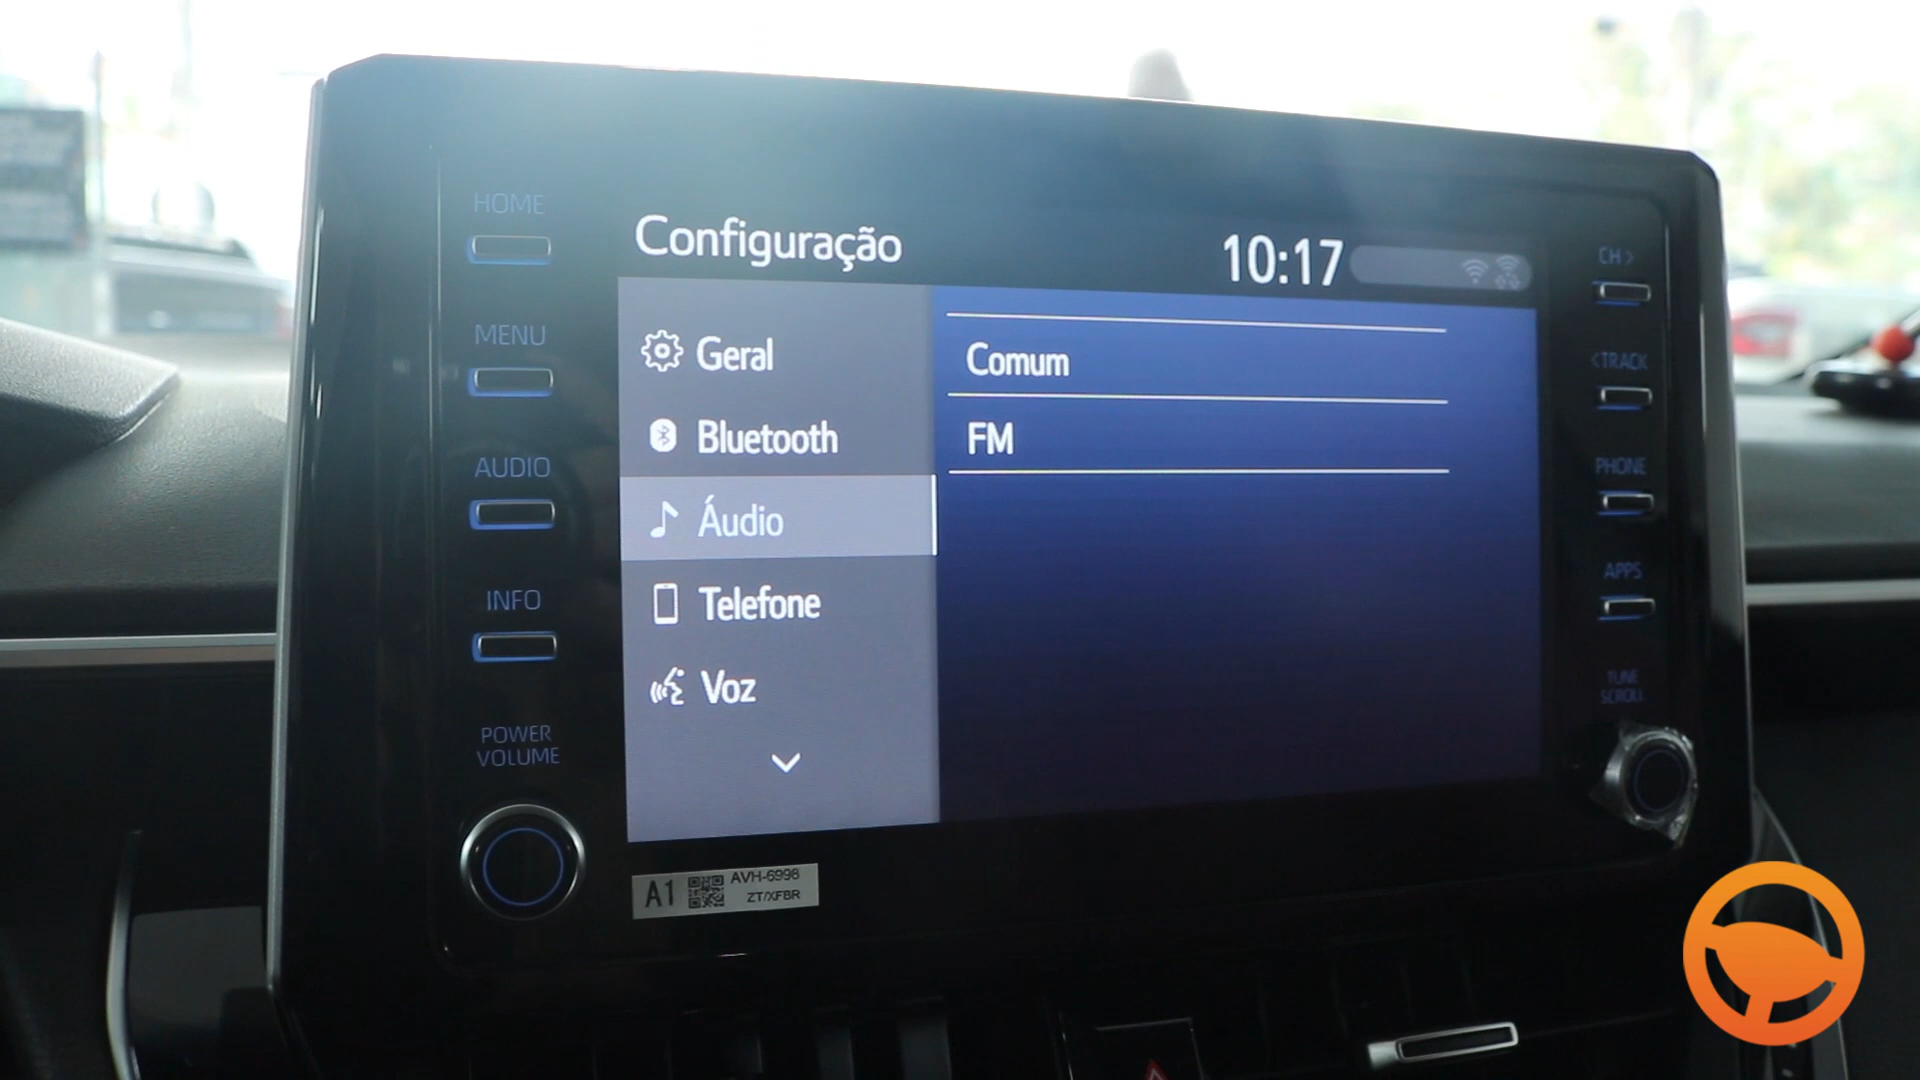 HOME
MENU
AUDIO
INFO
POWER
VOLUME
Configuração
10:17
Geral
Bluetooth
Áudio
Telefone
Voz
Comum
FM
CH >
< TRACK
PHONE
APPS
TUNE
SCROLL
A1
AVH-6998
ZT/XFBR